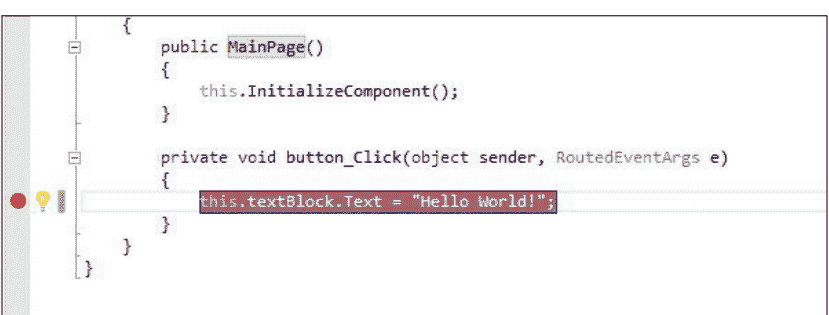 {
public MainPage()
{
this.InitializeComponent();
}
private void button_Click(object sender, RoutedEventArgs e)
{
this.textBlock.Text = "Hello World!";
}
}
}